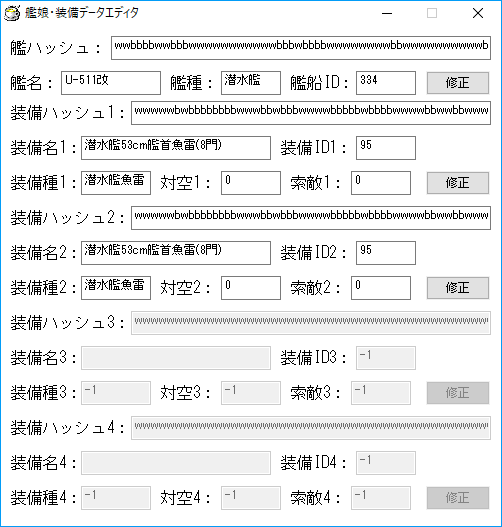 艦娘・装備データエディタ
艦ハッシュ：
艦名： U-511改 艦種： 潜水艦 艦船ID： 334 修正
装備ハッシュ1：
装備名1： 潜水艦53cm艦首魚雷(8門) 装備ID1： 95
装備種1： 潜水艦魚雷 対空1： 0 索敵1： 0 修正
装備ハッシュ2：
装備名2： 潜水艦53cm艦首魚雷(8門) 装備ID2： 95
装備種2： 潜水艦魚雷 対空2： 0 索敵2： 0 修正
装備ハッシュ3：
装備名3： 装備ID3： -1
装備種3： -1 対空3： -1 索敵3： -1 修正
装備ハッシュ4：
装備名4： 装備ID4： -1
装備種4： -1 対空4： -1 索敵4： -1 修正